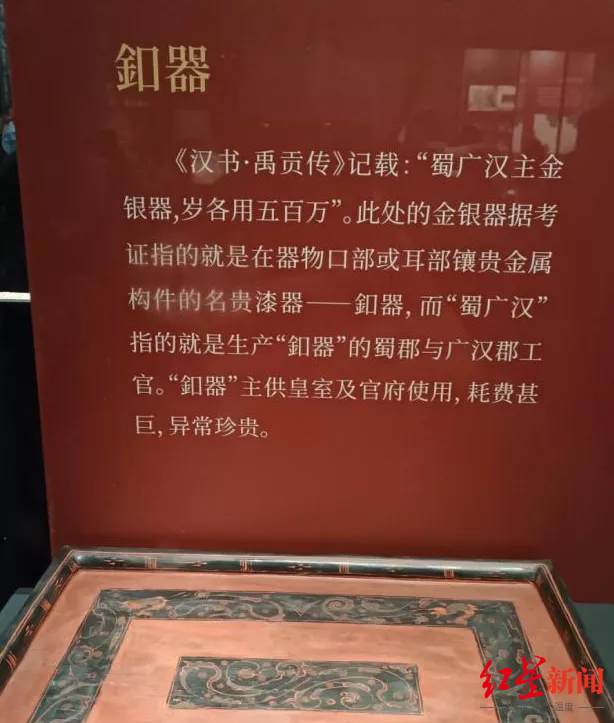 釦器
《汉书·禹贡传》记载：“蜀广汉主金
银器,岁各用五百万”。此处的金银器据考
证指的就是在器物口部或耳部镶贵金属
构件的名贵漆器——釦器, 而“蜀广汉”
指的就是生产“釦器”的蜀郡与广汉郡工
官。“釦器”主供皇室及官府使用, 耗费甚
巨, 异常珍贵。
红星新闻
温度